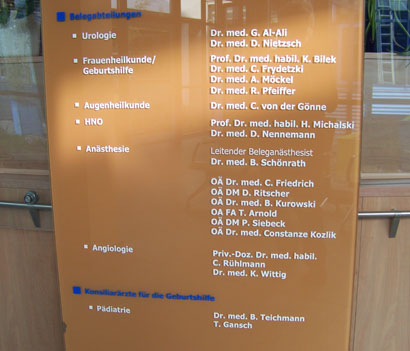 Belegabteilungen
Urologie Dr. med. G. Al-Ali
Dr. med. D. Nietzsch
Frauenheilkunde/ Prof. Dr. med. habil. K. Bilek
Geburtshilfe Dr. med. C. Frydetzki
Dr. med. A. Möckel
Dr. med. R. Pfeiffer
Augenheilkunde Dr. med. C. von der Gönne
HNO Prof. Dr. med. habil. H. Michalski
Dr. med. D. Nennemann
Anästhesie Leitender Beleganästhesist
Dr. med. B. Schönrath
OÄ Dr. med. C. Friedrich
OÄ DM D. Ritscher
OÄ Dr. med. B. Kurowski
OA FA T. Arnold
OÄ DM P. Siebeck
OÄ Dr. med. Constanze Kozlik
Angiologie Priv.-Doz. Dr. med. habil.
C. Rühlmann
Dr. med. K. Wittig
Konsiliarärzte für die Geburtshilfe
Pädiatrie Dr. med. B. Teichmann
T. Gansch